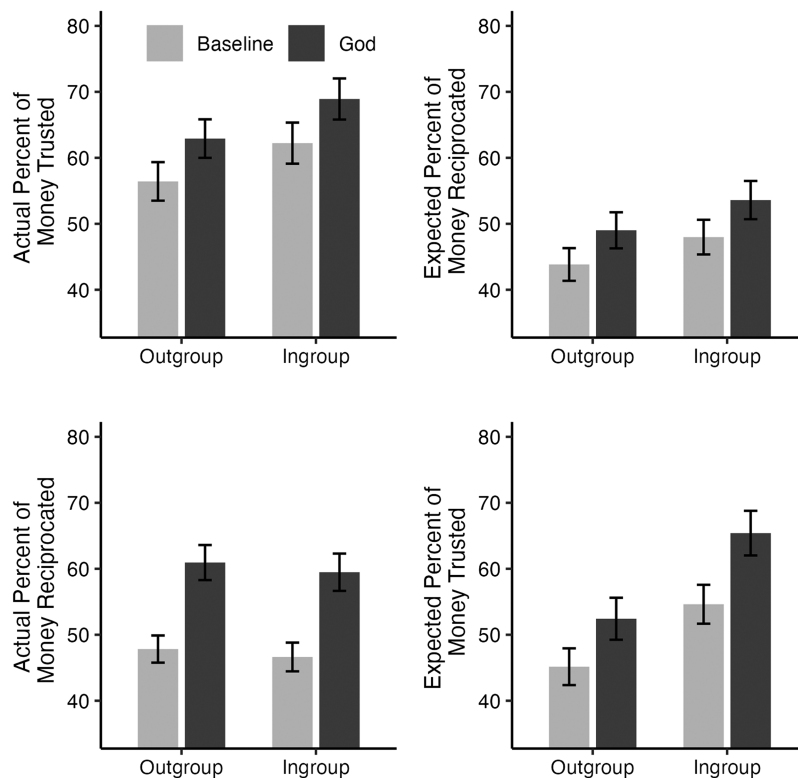 Actual Percent of
Money Trusted
80
70
60
50
40
Baseline
God
Outgroup
Ingroup
Expected Percent of
Money Reciprocated
80
70
60
50
40
Outgroup
Ingroup
Actual Percent of
Money Reciprocated
80
70
60
50
40
Outgroup
Ingroup
Expected Percent of
Money Trusted
80
70
60
50
40
Outgroup
Ingroup